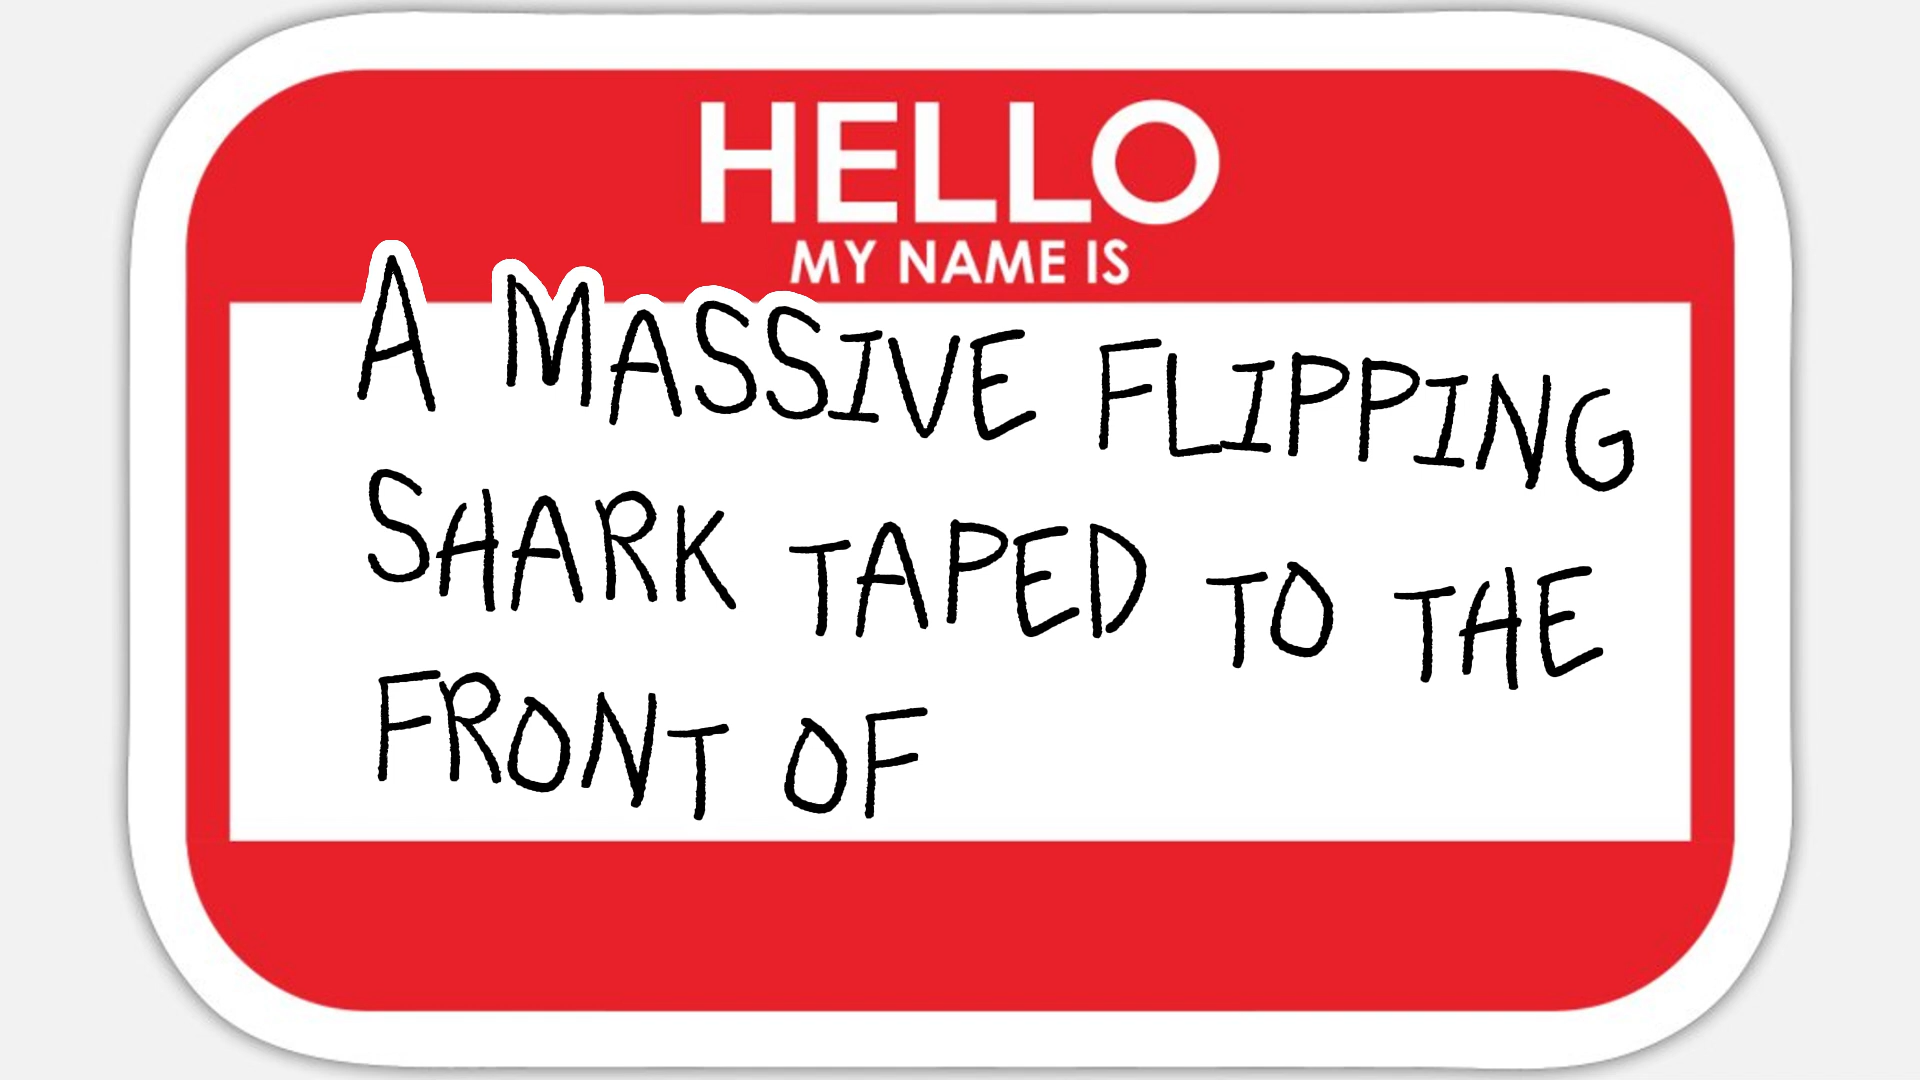 HELLO
MY NAME IS
A MASSIVE FLIPPING
SHARK TAPED TO THE
FRONT OF